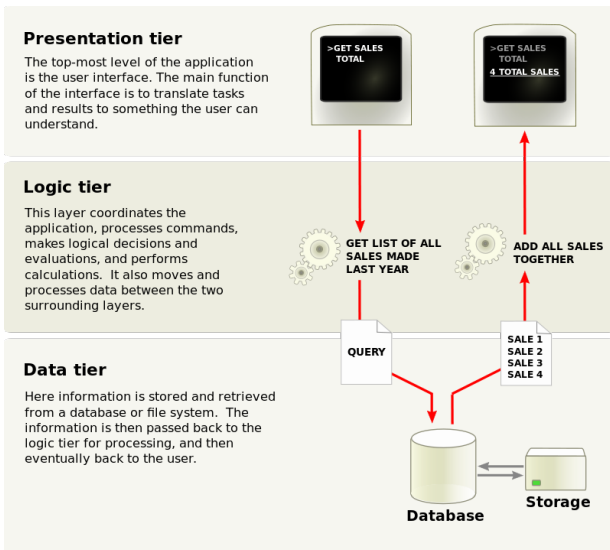 Presentation tier
The top-most level of the application
is the user interface. The main function
of the interface is to translate tasks
and results to something the user can
understand.
>GET SALES
TOTAL
>GET SALES
TOTAL
4 TOTAL SALES
Logic tier
This layer coordinates the
application, processes commands,
makes logical decisions and
evaluations, and performs
calculations.  It also moves and
processes data between the two
surrounding layers.
GET LIST OF ALL
SALES MADE
LAST YEAR
ADD ALL SALES
TOGETHER
QUERY
SALE 1
SALE 2
SALE 3
SALE 4
Data tier
Here information is stored and retrieved
from a database or file system.  The
information is then passed back to the
logic tier for processing, and then
eventually back to the user.
Database
Storage